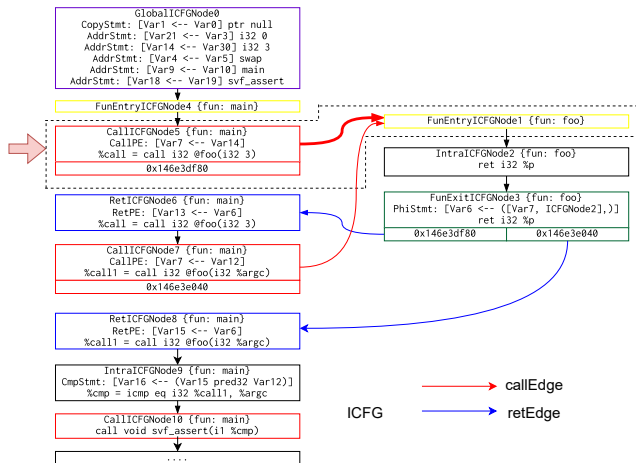 GlobalICFGNode0
CopyStmt: [Var1 <-- Var0] ptr null
AddrStmt: [Var21 <-- Var3] i32 0
AddrStmt: [Var14 <-- Var30] i32 3
AddrStmt: [Var4 <-- Var5] swap
AddrStmt: [Var9 <-- Var10] main
AddrStmt: [Var18 <-- Var19] svf_assert
FunEntryICFGNode4 {fun: main}
CallICFGNode5 {fun: main}
CallPE: [Var7 <-- Var14]
%call = call i32 @foo(i32 3)
0x146e3df80
RetICFGNode6 {fun: main}
RetPE: [Var13 <-- Var6]
%call = call i32 @foo(i32 3)
CallICFGNode7 {fun: main}
CallPE: [Var7 <-- Var12]
%call1 = call i32 @foo(i32 %argc)
0x146e3e040
RetICFGNode8 {fun: main}
RetPE: [Var15 <-- Var6]
%call1 = call i32 @foo(i32 %argc)
IntraICFGNode9 {fun: main}
CmpStmt: [Var16 <-- (Var15 pred32 Var12)]
%cmp = icmp eq i32 %call1, %argc
CallICFGNode10 {fun: main}
call void svf_assert(i1 %cmp)
....
FunEntryICFGNode1 {fun: foo}
IntraICFGNode2 {fun: foo}
ret i32 %p
FunExitICFGNode3 {fun: foo}
PhiStmt: [Var6 <-- ([Var7, ICFGNode2],)]
ret i32 %p
0x146e3df80 0x146e3e040
ICFG
callEdge
retEdge